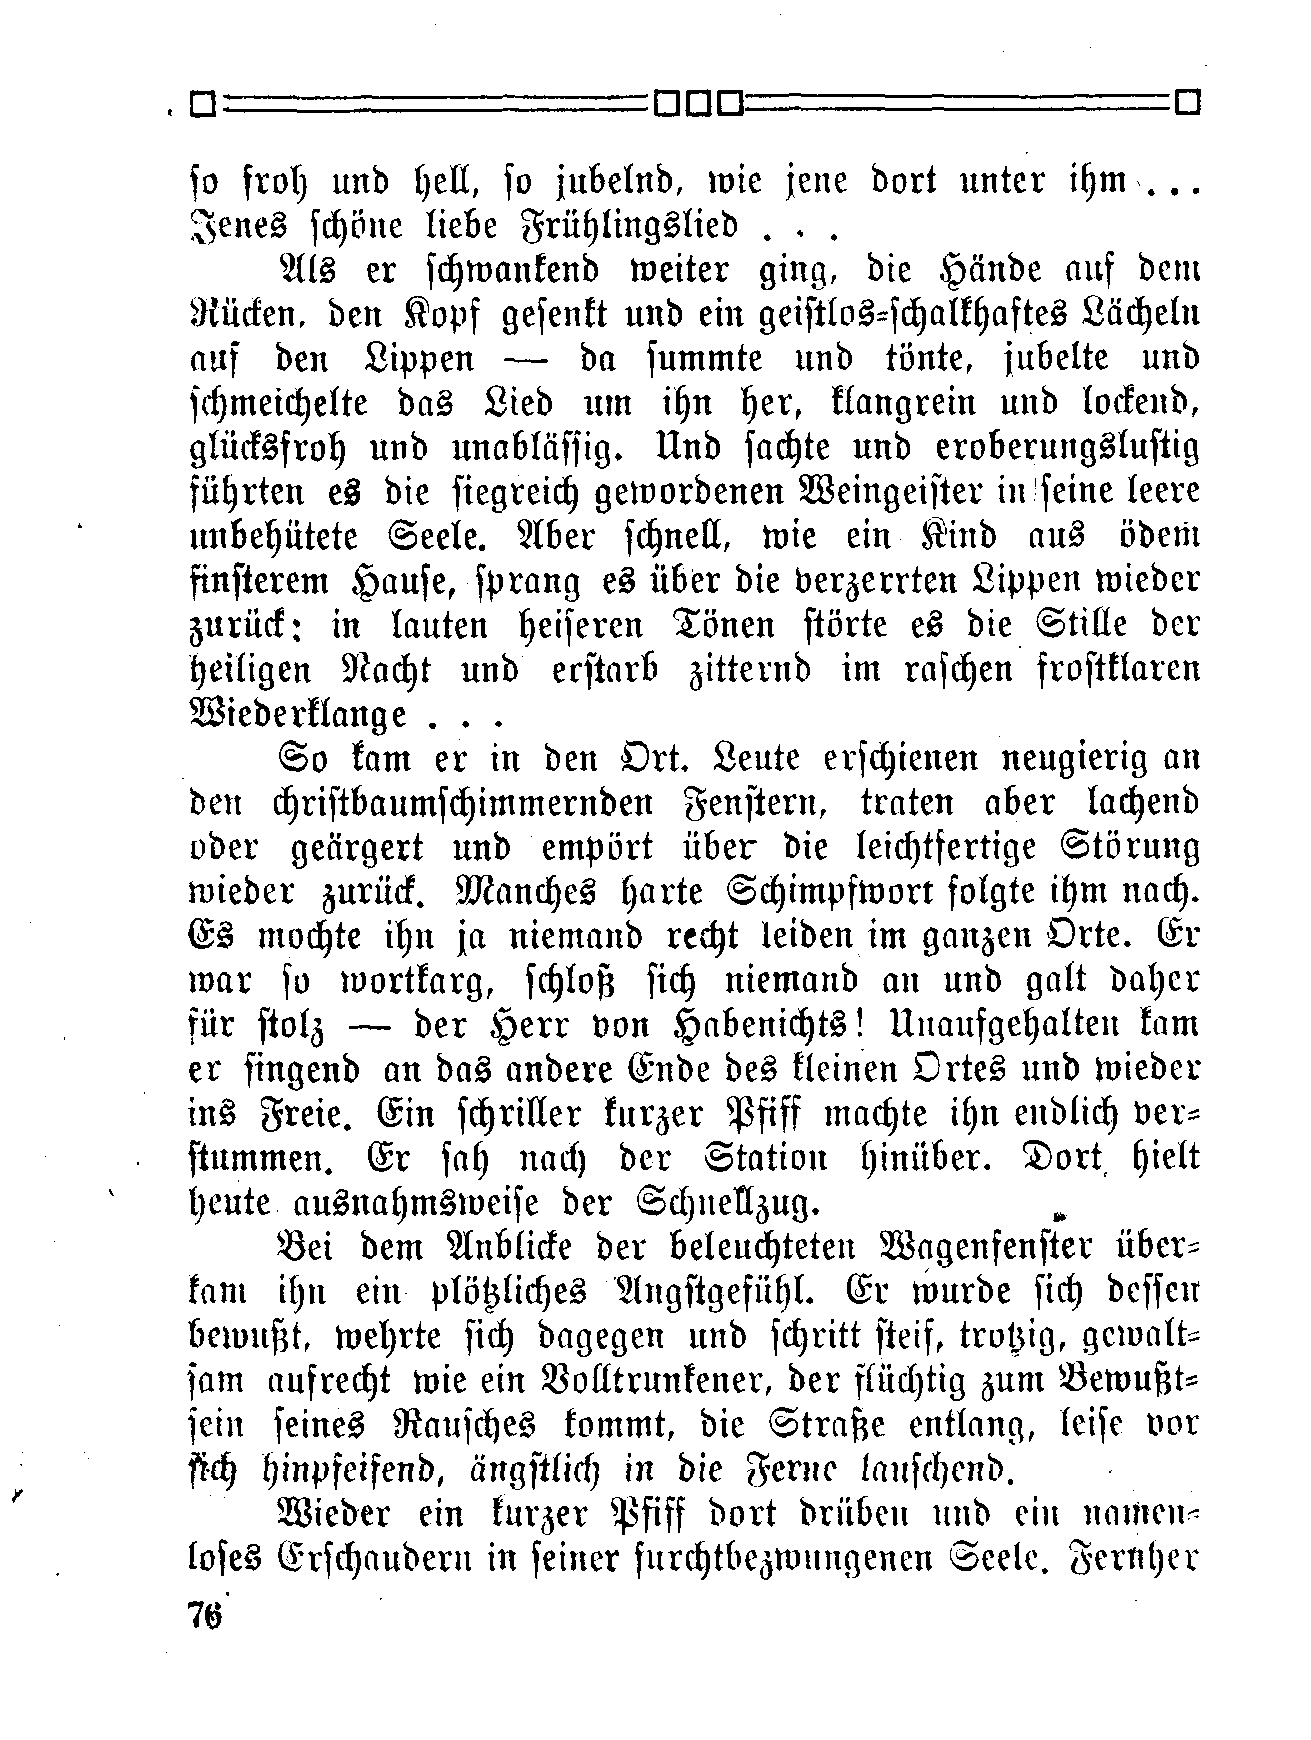 so froh und hell, so jubelnd, wie jene dort unter ihm . . .
Jenes schöne liebe Frühlingslied . . .
Als er schwankend weiter ging, die Hände auf dem
Rücken, den Kopf gesenkt und ein geistlos-schalkhaftes Lächeln
auf den Lippen — da summte und tönte, jubelte und
schmeichelte das Lied um ihn her, klangrein und lockend,
glücksfroh und unablässig. Und sachte und eroberungslustig
führten es die siegreich gewordenen Weingeister in seine leere
unbehütete Seele. Aber schnell, wie ein Kind aus ödem
finsterem Hause, sprang es über die verzerrten Lippen wieder
zurück: in lauten heiseren Tönen störte es die Stille der
heiligen Nacht und erstarb zitternd im raschen frostklaren
Wiederklange . . .
So kam er in den Ort. Leute erschienen neugierig an
den christbaumschimmernden Fenstern, traten aber lachend
oder geärgert und empört über die leichtfertige Störung
wieder zurück. Manches harte Schimpfwort folgte ihm nach.
Es mochte ihn ja niemand recht leiden im ganzen Orte. Er
war so wortkarg, schloß sich niemand an und galt daher
für stolz — der Herr von Habenichts! Unaufgehalten kam
er singend an das andere Ende des kleinen Ortes und wieder
ins Freie. Ein schriller kurzer Pfiff machte ihn endlich ver-
stummen. Er sah nach der Station hinüber. Dort hielt
heute ausnahmsweise der Schnellzug.
Bei dem Anblicke der beleuchteten Wagenfenster über-
kam ihn ein plötzliches Angstgefühl. Er wurde sich dessen
bewußt, wehrte sich dagegen und schritt steif, trotzig, gewalt-
sam aufrecht wie ein Volltrunkener, der flüchtig zum Bewußt-
sein seines Rausches kommt, die Straße entlang, leise vor
sich hinpfeifend, ängstlich in die Ferne lauschend.
Wieder ein kurzer Pfiff dort drüben und ein namen-
loses Erschaudern in seiner furchtbezwungenen Seele. Fernher
76